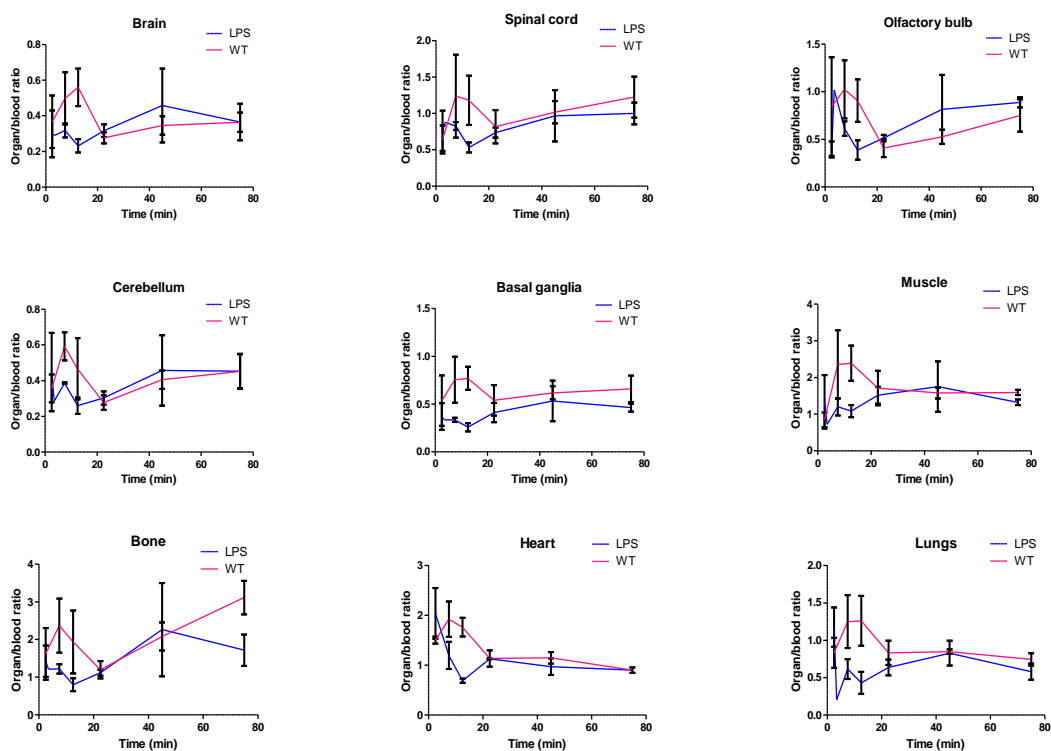 Brain
LPS
WT
Organ/blood ratio
0.8
0.6
0.4
0.2
0.0
0 20 40 60 80
Time (min)
Spinal cord
LPS
WT
Organ/blood ratio
2.0
1.5
1.0
0.5
0.0
0 20 40 60 80
Time (min)
Olfactory bulb
LPS
WT
Organ/blood ratio
1.5
1.0
0.5
0.0
0 20 40 60 80
Time (min)
Cerebellum
LPS
WT
Organ/blood ratio
0.8
0.6
0.4
0.2
0.0
0 20 40 60 80
Time (min)
Basal ganglia
LPS
WT
Organ/blood ratio
1.5
1.0
0.5
0.0
0 20 40 60 80
Time (min)
Muscle
LPS
WT
Organ/blood ratio
4
3
2
1
0
0 20 40 60 80
Time (min)
Bone
LPS
WT
Organ/blood ratio
4
3
2
1
0
0 20 40 60 80
Time (min)
Heart
LPS
WT
Organ/blood ratio
3
2
1
0
0 20 40 60 80
Time (min)
Lungs
LPS
WT
Organ/blood ratio
2.0
1.5
1.0
0.5
0.0
0 20 40 60 80
Time (min)